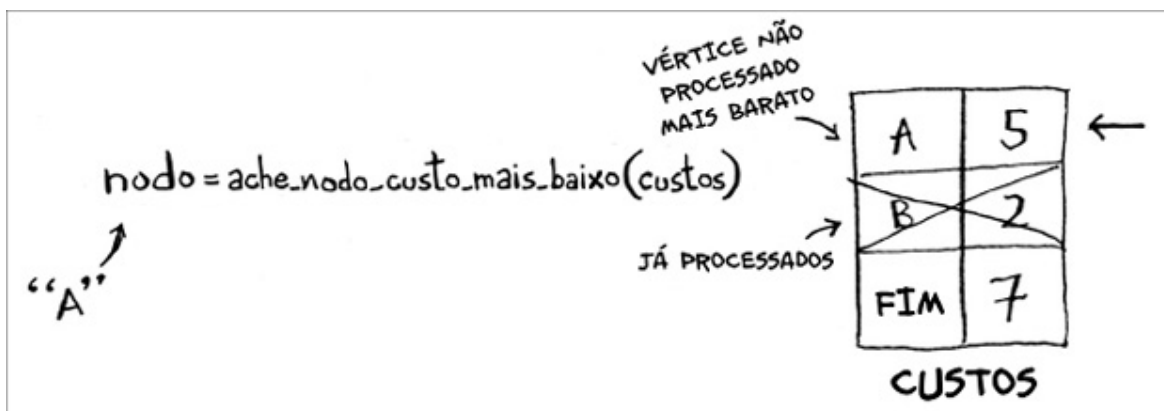 VÉRTICE NÃO
PROCESSADO
MAIS BARATO
nodo = ache_nodo_custo_mais_baixo(custos)
“A”
JÁ PROCESSADOS
A 5
B 2
FIM 7
CUSTOS